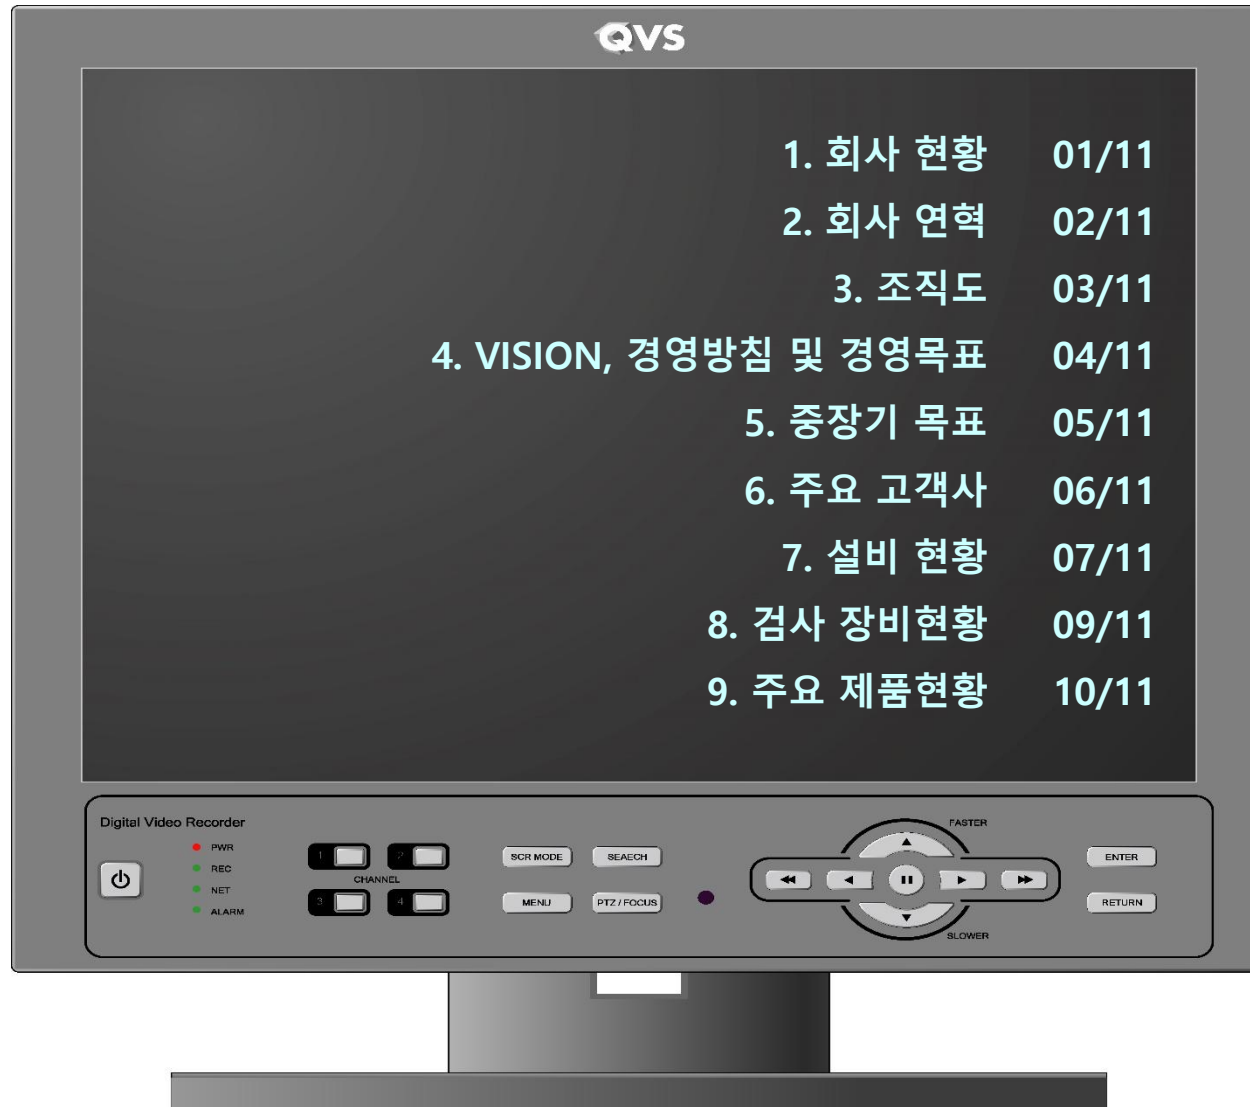 QVS
1. 회사 현황 01/11
2. 회사 연혁 02/11
3. 조직도 03/11
4. VISION, 경영방침 및 경영목표 04/11
5. 중장기 목표 05/11
6. 주요 고객사 06/11
7. 설비 현황 07/11
8. 검사 장비현황 09/11
9. 주요 제품현황 10/11
Digital Video Recorder
PWR
REC
NET
ALARM
1 2
CHANNEL
3 4
SCR MODE SEAECH
MENU PTZ / FOCUS
FASTER
SLOWER
ENTER
RETURN